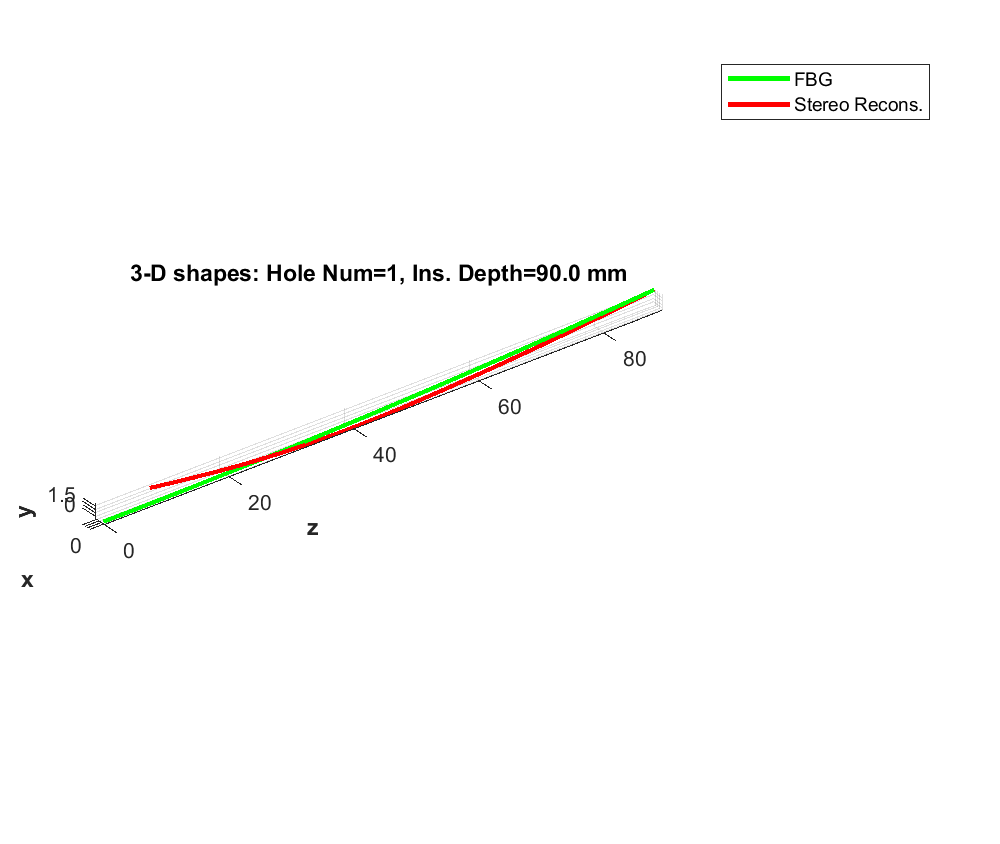 FBG
Stereo Recons.
3-D shapes: Hole Num=1, Ins. Depth=90.0 mm
80
60
40
20
1.5
0
y
z
0
0
x